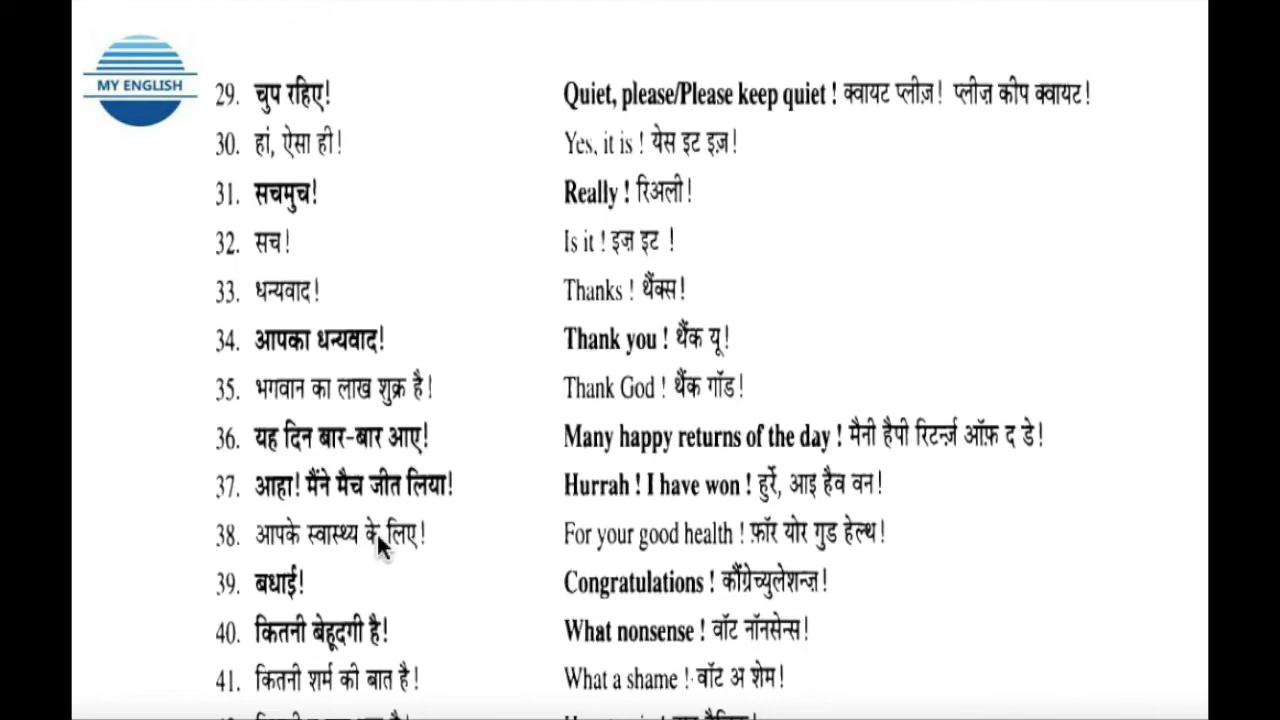 MY ENGLISH
29. चुप रहिए! Quiet, please/Please keep quiet ! क्वायट प्लीज़! प्लीज़ कीप क्वायट!
30. हां, ऐसा ही! Yes, it is ! येस इट इज़!
31. सचमुच! Really ! रिअली!
32. सच! Is it ! इज़ इट !
33. धन्यवाद! Thanks ! थैंक्स!
34. आपका धन्यवाद! Thank you ! थैंक यू!
35. भगवान का लाख शुक्र है! Thank God ! थैंक गॉड!
36. यह दिन बार-बार आए! Many happy returns of the day ! मैनी हैपी रिटर्न्ज़ ऑफ़ द डे!
37. आहा! मैंने मैच जीत लिया! Hurrah ! I have won ! हुर्रे, आइ हैव वन!
38. आपके स्वास्थ्य के लिए! For your good health ! फ़ॉर योर गुड हेल्थ!
39. बधाई! Congratulations ! कौंग्रेच्युलेशन्ज़!
40. कितनी बेहूदगी है! What nonsense ! वॉट नॉनसेन्स!
41. कितनी शर्म की बात है! What a shame ! वॉट अ शेम!